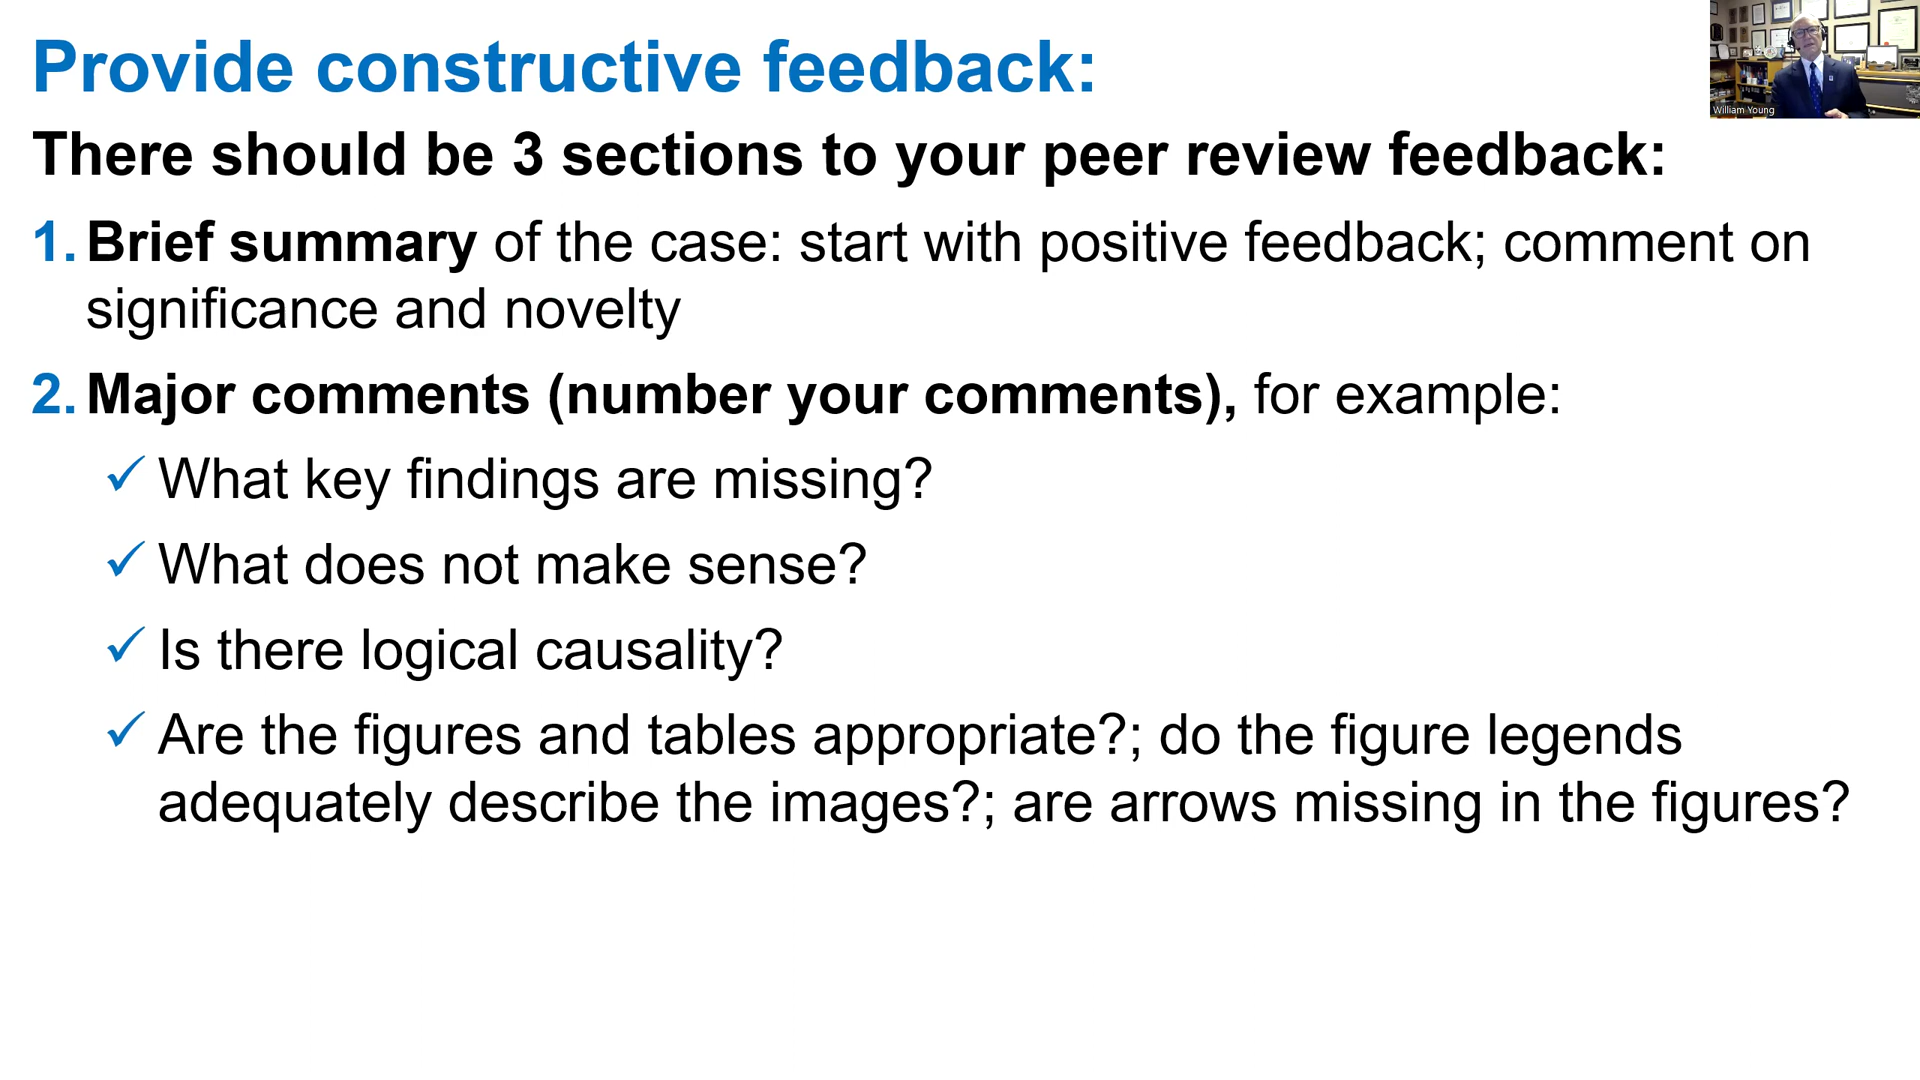 Provide constructive feedback:
There should be 3 sections to your peer review feedback:
1. Brief summary of the case: start with positive feedback; comment on
significance and novelty
2. Major comments (number your comments), for example:
✓ What key findings are missing?
✓ What does not make sense?
✓ Is there logical causality?
✓ Are the figures and tables appropriate?; do the figure legends
adequately describe the images?; are arrows missing in the figures?
William Young